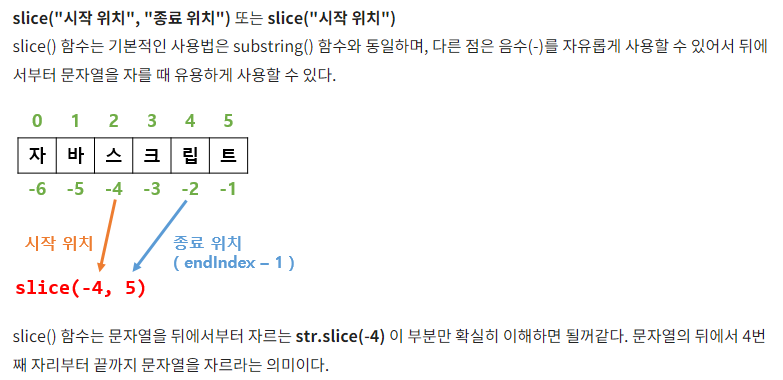 slice("시작 위치", "종료 위치") 또는 slice("시작 위치")
slice() 함수는 기본적인 사용법은 substring() 함수와 동일하며, 다른 점은 음수(-)를 자유롭게 사용할 수 있어서 뒤에
서부터 문자열을 자를 때 유용하게 사용할 수 있다.
0 1 2 3 4 5
자 바 스 크 립 트
-6 -5 -4 -3 -2 -1
시작 위치 종료 위치
( endIndex – 1 )
slice(-4, 5)
slice() 함수는 문자열을 뒤에서부터 자르는 str.slice(-4) 이 부분만 확실히 이해하면 될꺼같다. 문자열의 뒤에서 4번
째 자리부터 끝까지 문자열을 자르라는 의미이다.